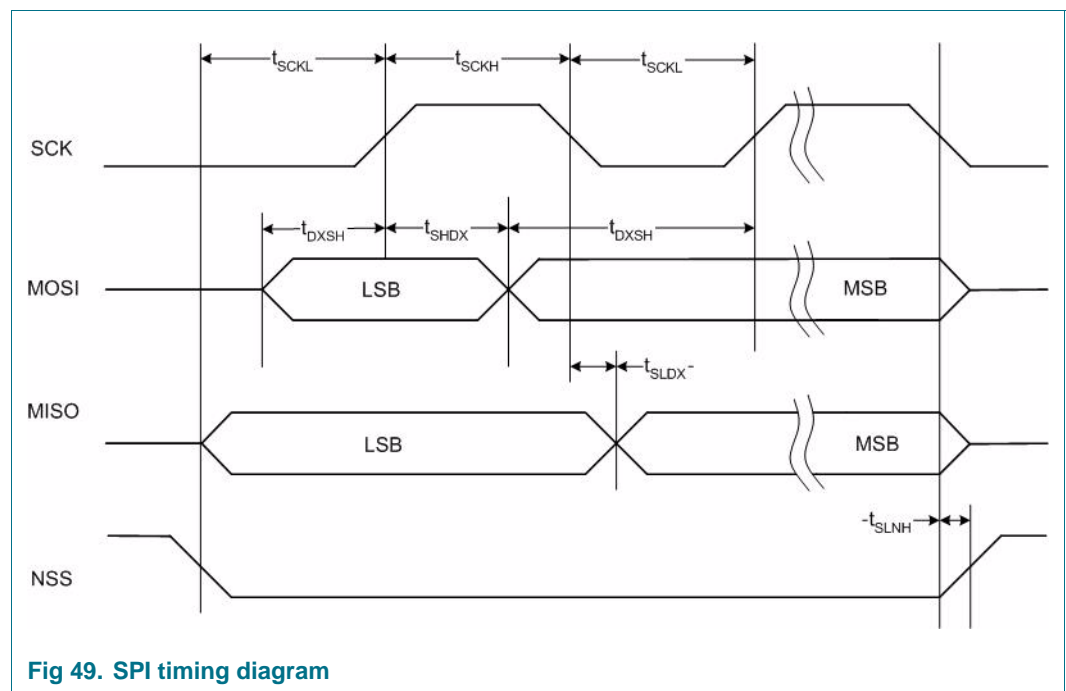 tSCKL tSCKH tSCKL
SCK
tDXSH tSHDX tDXSH
MOSI LSB MSB
tSLDX-
MISO LSB MSB
-tSLNH
NSS
Fig 49. SPI timing diagram